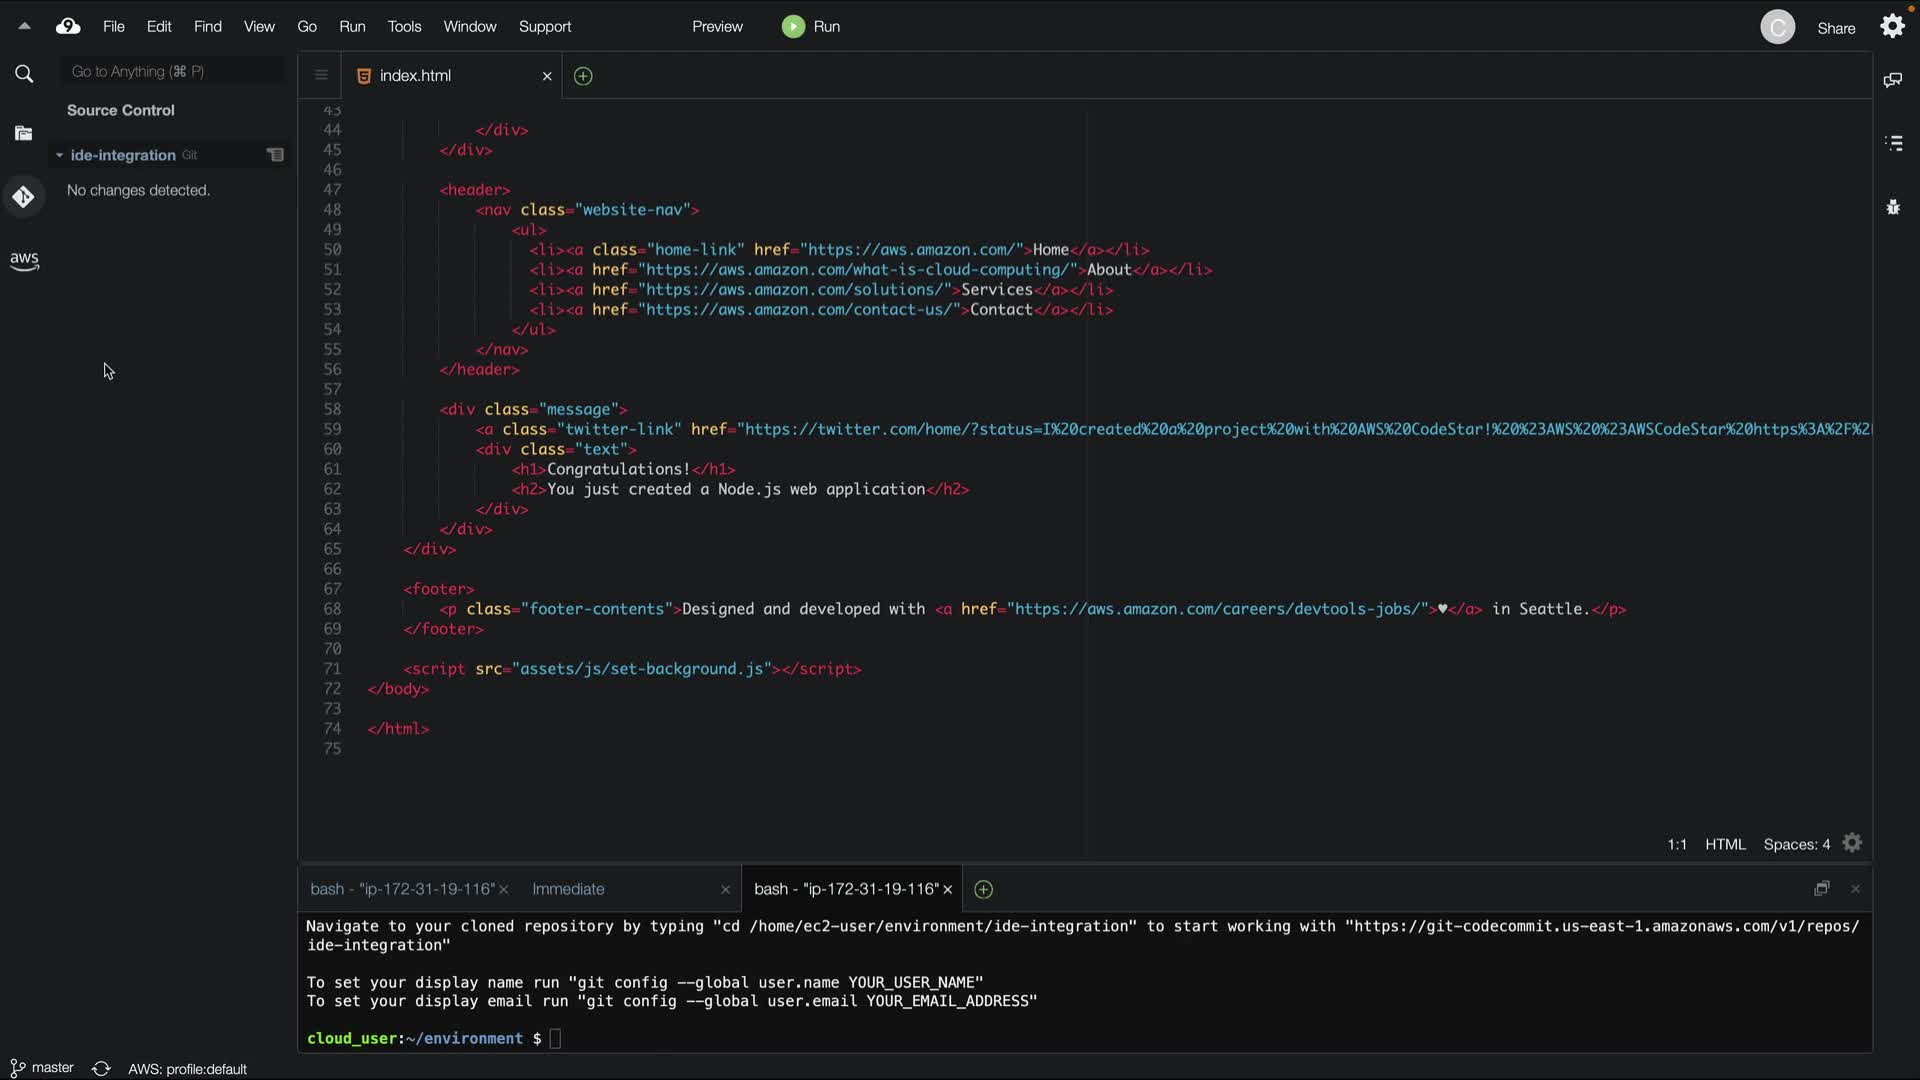 File Edit Find View Go Run Tools Window Support Preview Run C Share
Go to Anything (⌘ P)
index.html
Source Control
ide-integration Git
No changes detected.
aws
43
44 </div>
45 </div>
46
47 <header>
48 <nav class="website-nav">
49 <ul>
50 <li><a class="home-link" href="https://aws.amazon.com/">Home</a></li>
51 <li><a href="https://aws.amazon.com/what-is-cloud-computing/">About</a></li>
52 <li><a href="https://aws.amazon.com/solutions/">Services</a></li>
53 <li><a href="https://aws.amazon.com/contact-us/">Contact</a></li>
54 </ul>
55 </nav>
56 </header>
57
58 <div class="message">
59 <a class="twitter-link" href="https://twitter.com/home/?status=I%20created%20a%20project%20with%20AWS%20CodeStar!%20%23AWS%20%23AWSCodeStar%20https%3A%2F%2
60 <div class="text">
61 <h1>Congratulations!</h1>
62 <h2>You just created a Node.js web application</h2>
63 </div>
64 </div>
65 </div>
66
67 <footer>
68 <p class="footer-contents">Designed and developed with <a href="https://aws.amazon.com/careers/devtools-jobs/">♥</a> in Seattle.</p>
69 </footer>
70
71 <script src="assets/js/set-background.js"></script>
72 </body>
73
74 </html>
75
1:1 HTML Spaces: 4
bash - "ip-172-31-19-116" Immediate bash - "ip-172-31-19-116"
Navigate to your cloned repository by typing "cd /home/ec2-user/environment/ide-integration" to start working with "https://git-codecommit.us-east-1.amazonaws.com/v1/repos/
ide-integration"
To set your display name run "git config --global user.name YOUR_USER_NAME"
To set your display email run "git config --global user.email YOUR_EMAIL_ADDRESS"
cloud_user:~/environment $
master AWS: profile:default